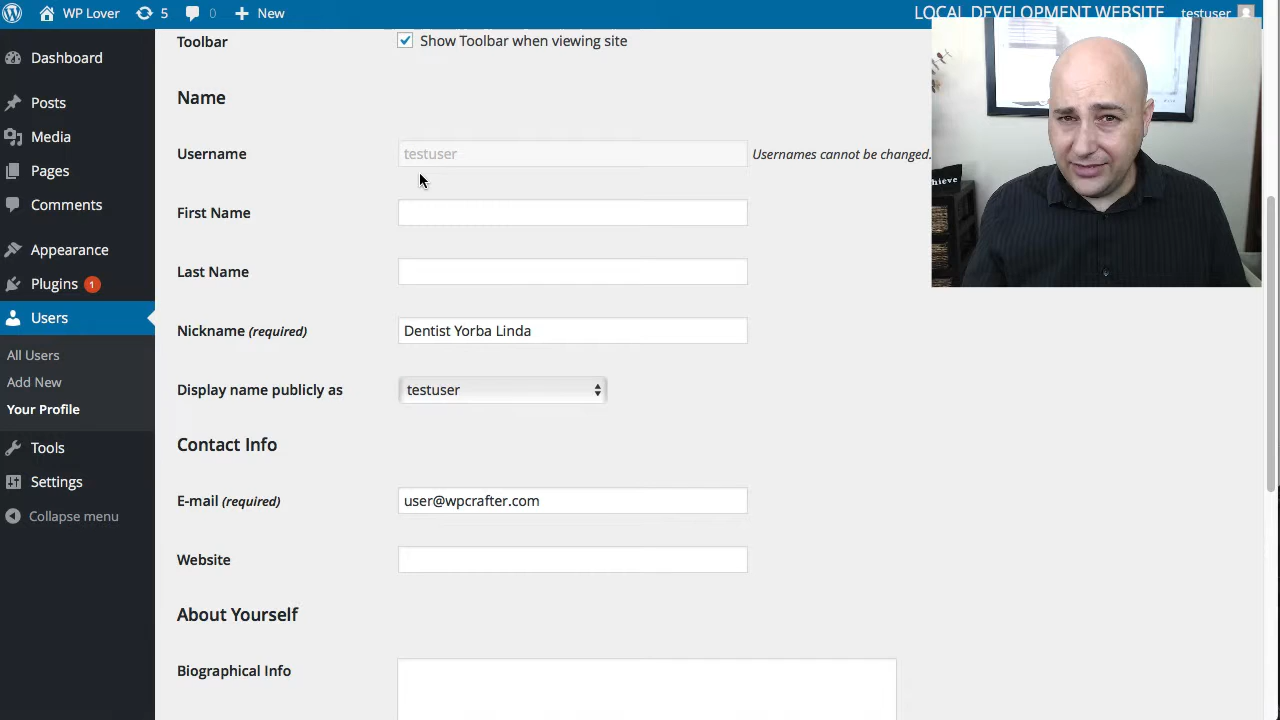 WP Lover 5 0 New LOCAL DEVELOPMENT WEBSITE testuser
Dashboard
Posts
Media
Pages
Comments
Appearance
Plugins 1
Users
All Users
Add New
Your Profile
Tools
Settings
Collapse menu
Toolbar Show Toolbar when viewing site
Name
Username testuser Usernames cannot be changed.
First Name
Last Name
Nickname (required) Dentist Yorba Linda
Display name publicly as testuser
Contact Info
E-mail (required) user@wpcrafter.com
Website
About Yourself
Biographical Info
hieve